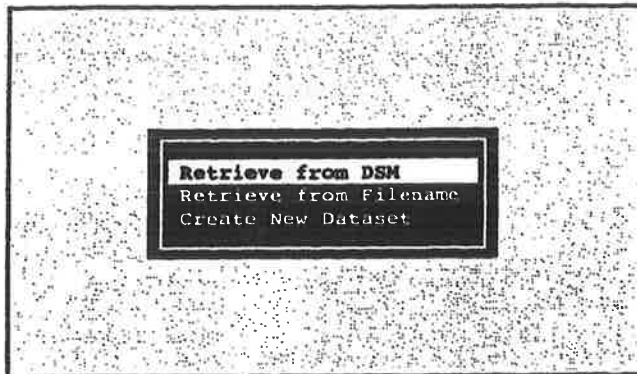 Retrieve from DSM
Retrieve from Filename
Create New Dataset